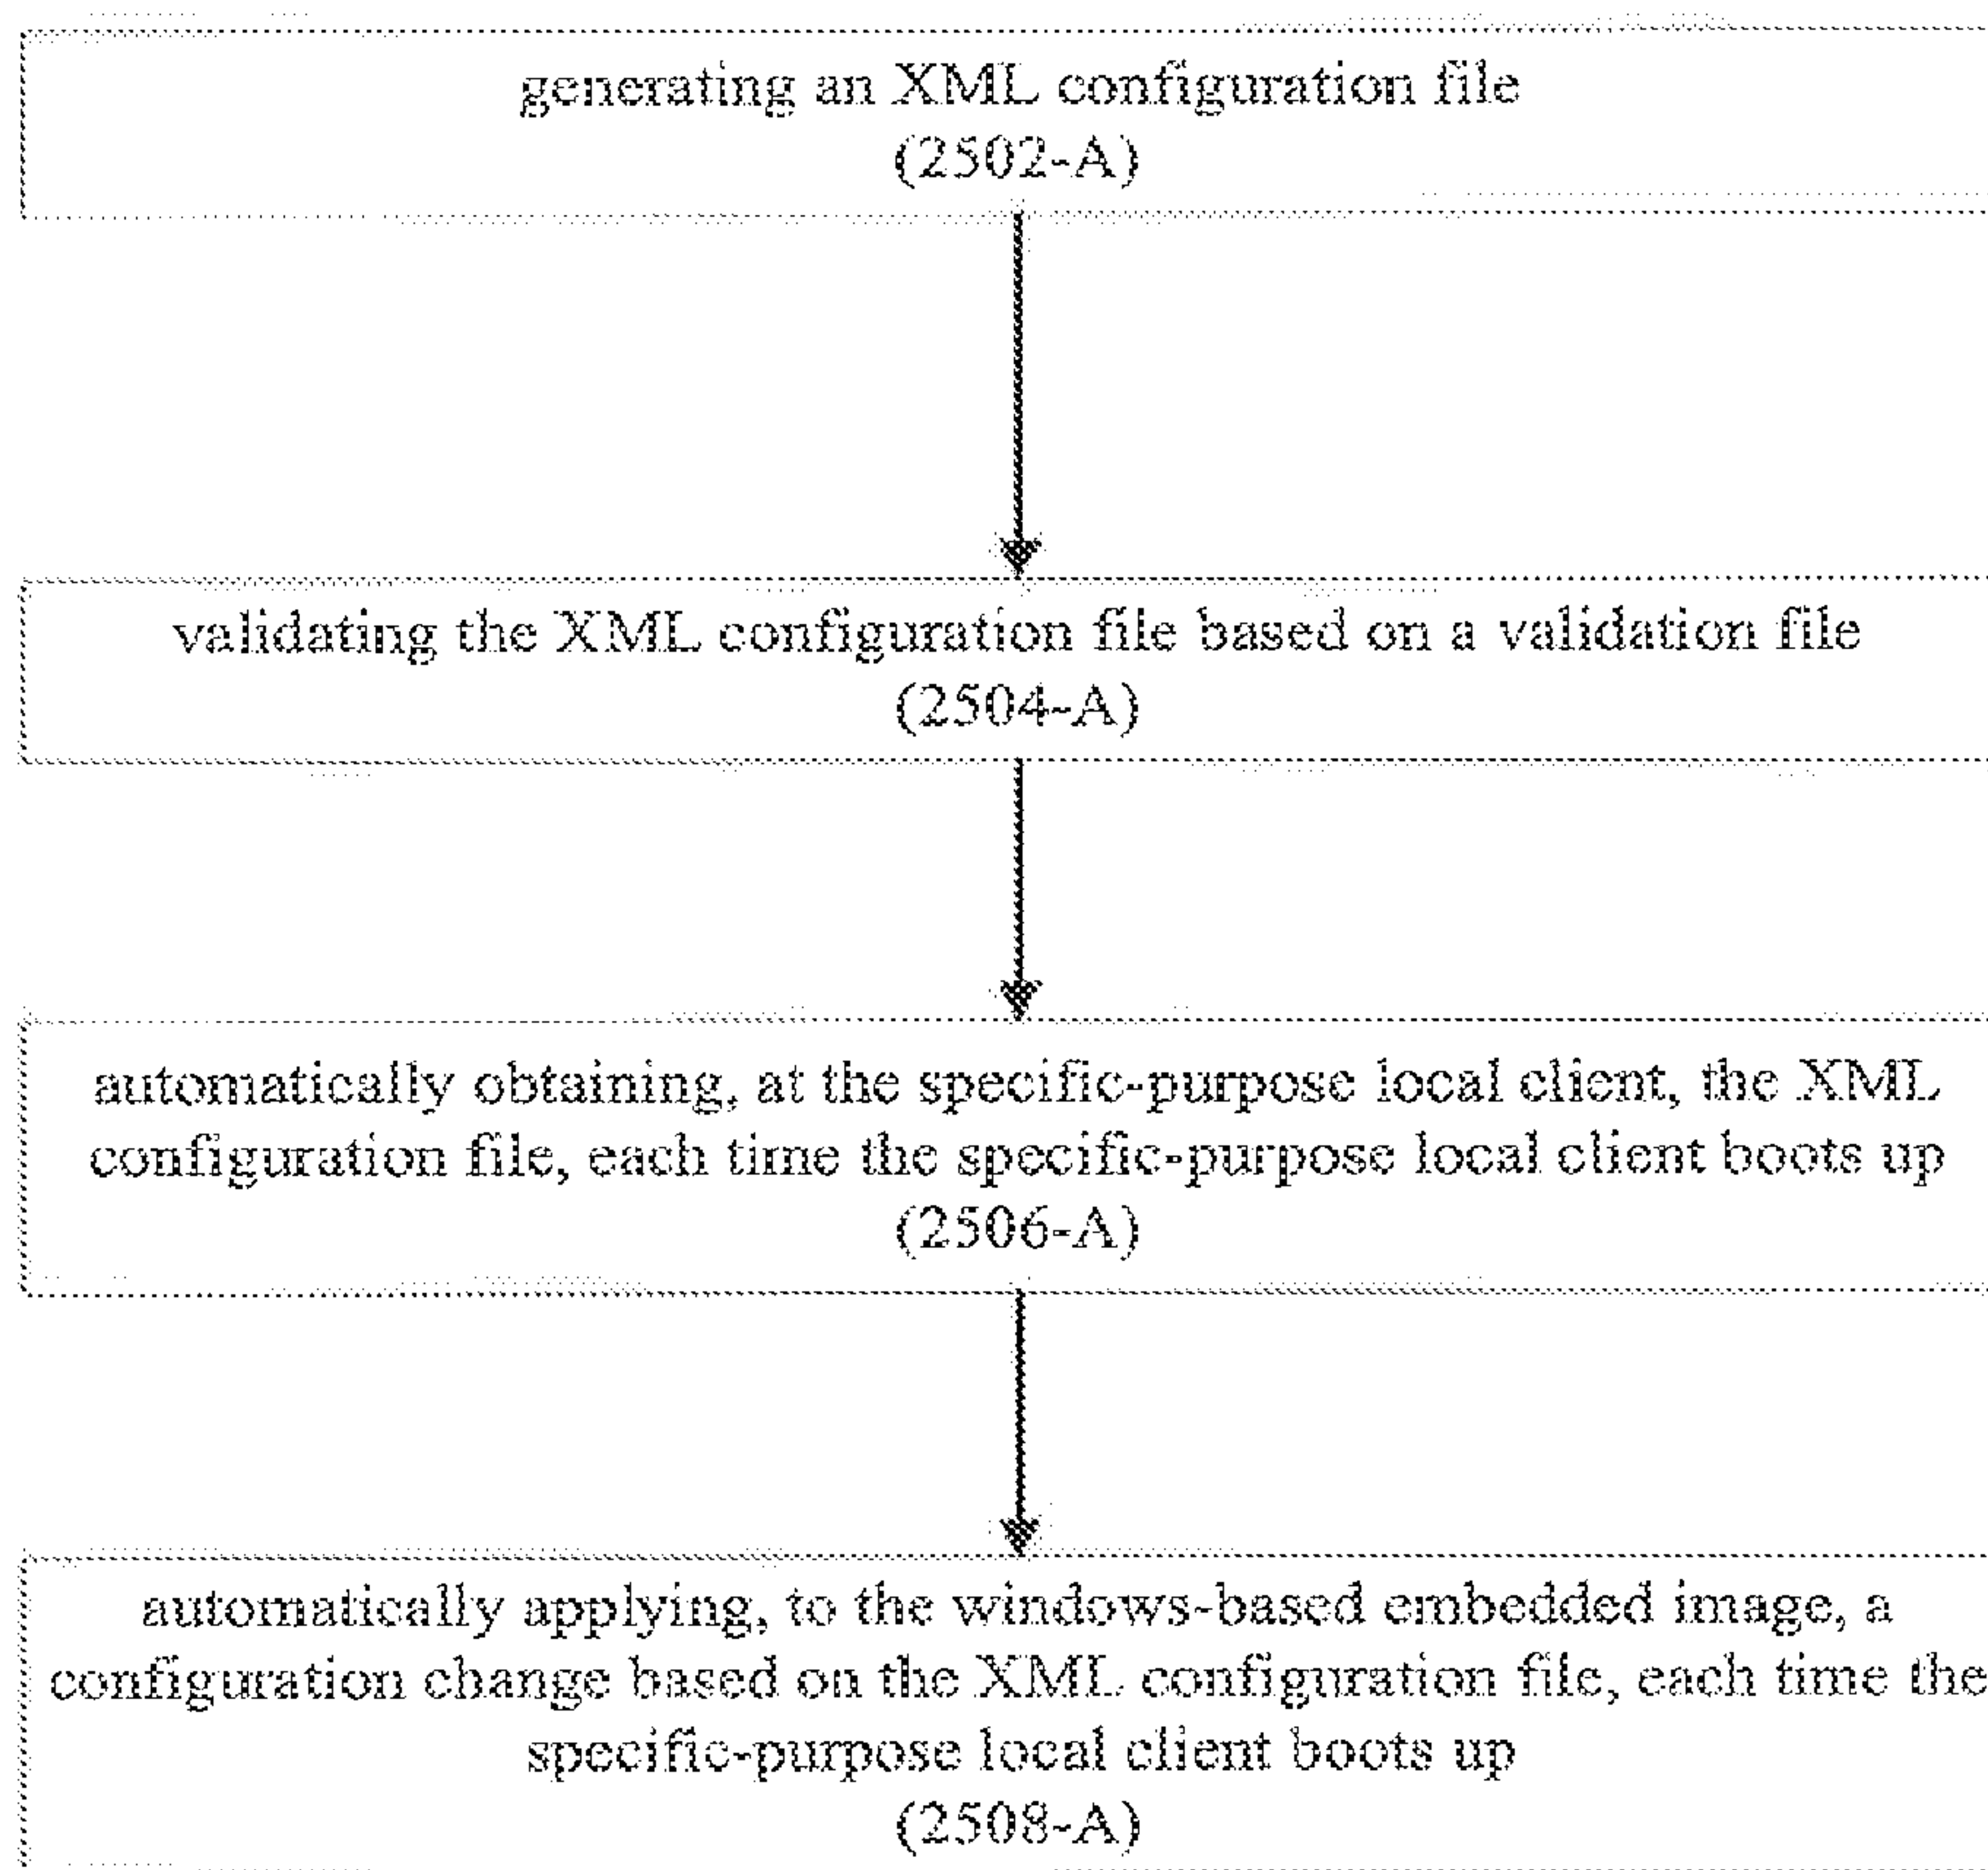 generating an XML configuration file
(2502-A)
validating the XML configuration file based on a validation file
(2504-A)
automatically obtaining, at the specific-purpose local client, the XML
configuration file, each time the specific-purpose local client boots up
(2506-A)
automatically applying, to the windows-based embedded image, a
configuration change based on the XML configuration file, each time the
specific-purpose local client boots up
(2508-A)